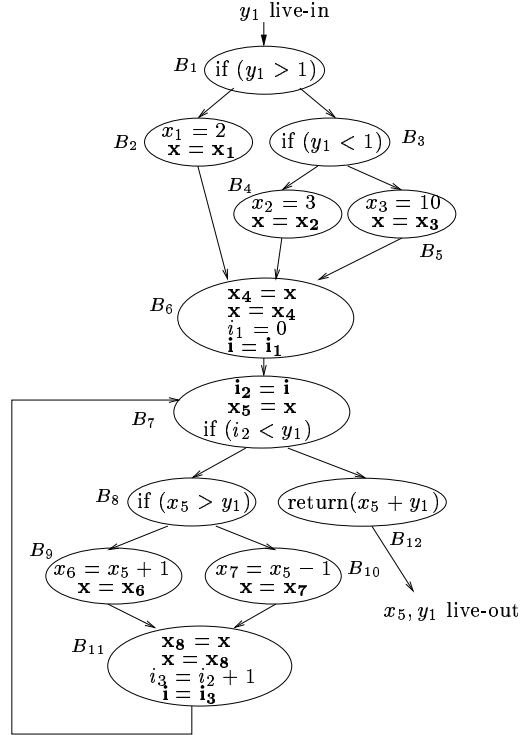 y₁ live-in
B₁
if (y₁ > 1)
B₂
x₁ = 2
x = x₁
if (y₁ < 1)
B₃
B₄
x₂ = 3
x = x₂
x₃ = 10
x = x₃
B₅
B₆
x₄ = x
x = x₄
i₁ = 0
i = i₁
B₇
i₂ = i
x₅ = x
if (i₂ < y₁)
B₈
if (x₅ > y₁)
return(x₅ + y₁)
B₁₂
B₉
x₆ = x₅ + 1
x = x₆
x₇ = x₅ − 1
x = x₇
B₁₀
x₅, y₁ live-out
B₁₁
x₈ = x
x = x₈
i₃ = i₂ + 1
i = i₃